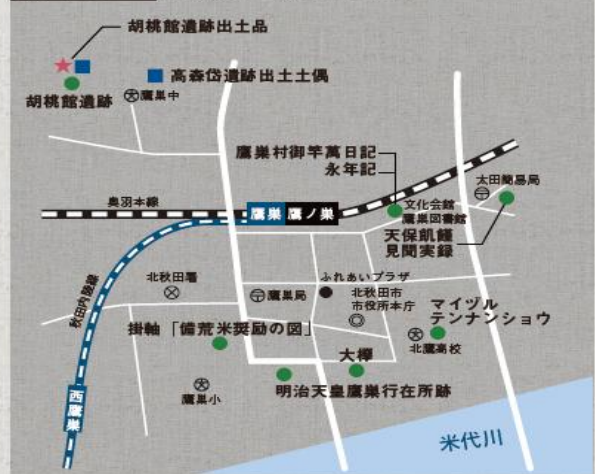 胡桃館遺跡出土品
高森岱遺跡出土土偶
胡桃館遺跡
鷹巣中
鷹巣村御竿萬日記
永年記
太田簡易局
奥羽本線
鷹巣
鷹ノ巣
文化会館
鷹巣図書館
天保飢饉
見聞実録
秋田内陸線
北秋田署
鷹巣局
ふれあいプラザ
北秋田市
市役所本庁
マイヅル
テンナンショウ
掛軸「備荒米奨励の図」
大欅
北鷹高校
鷹巣小
明治天皇鷹巣行在所跡
西鷹巣
米代川